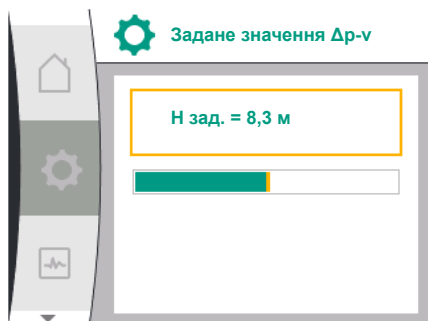 Задане значення Δp-v
Н зад. = 8,3 м